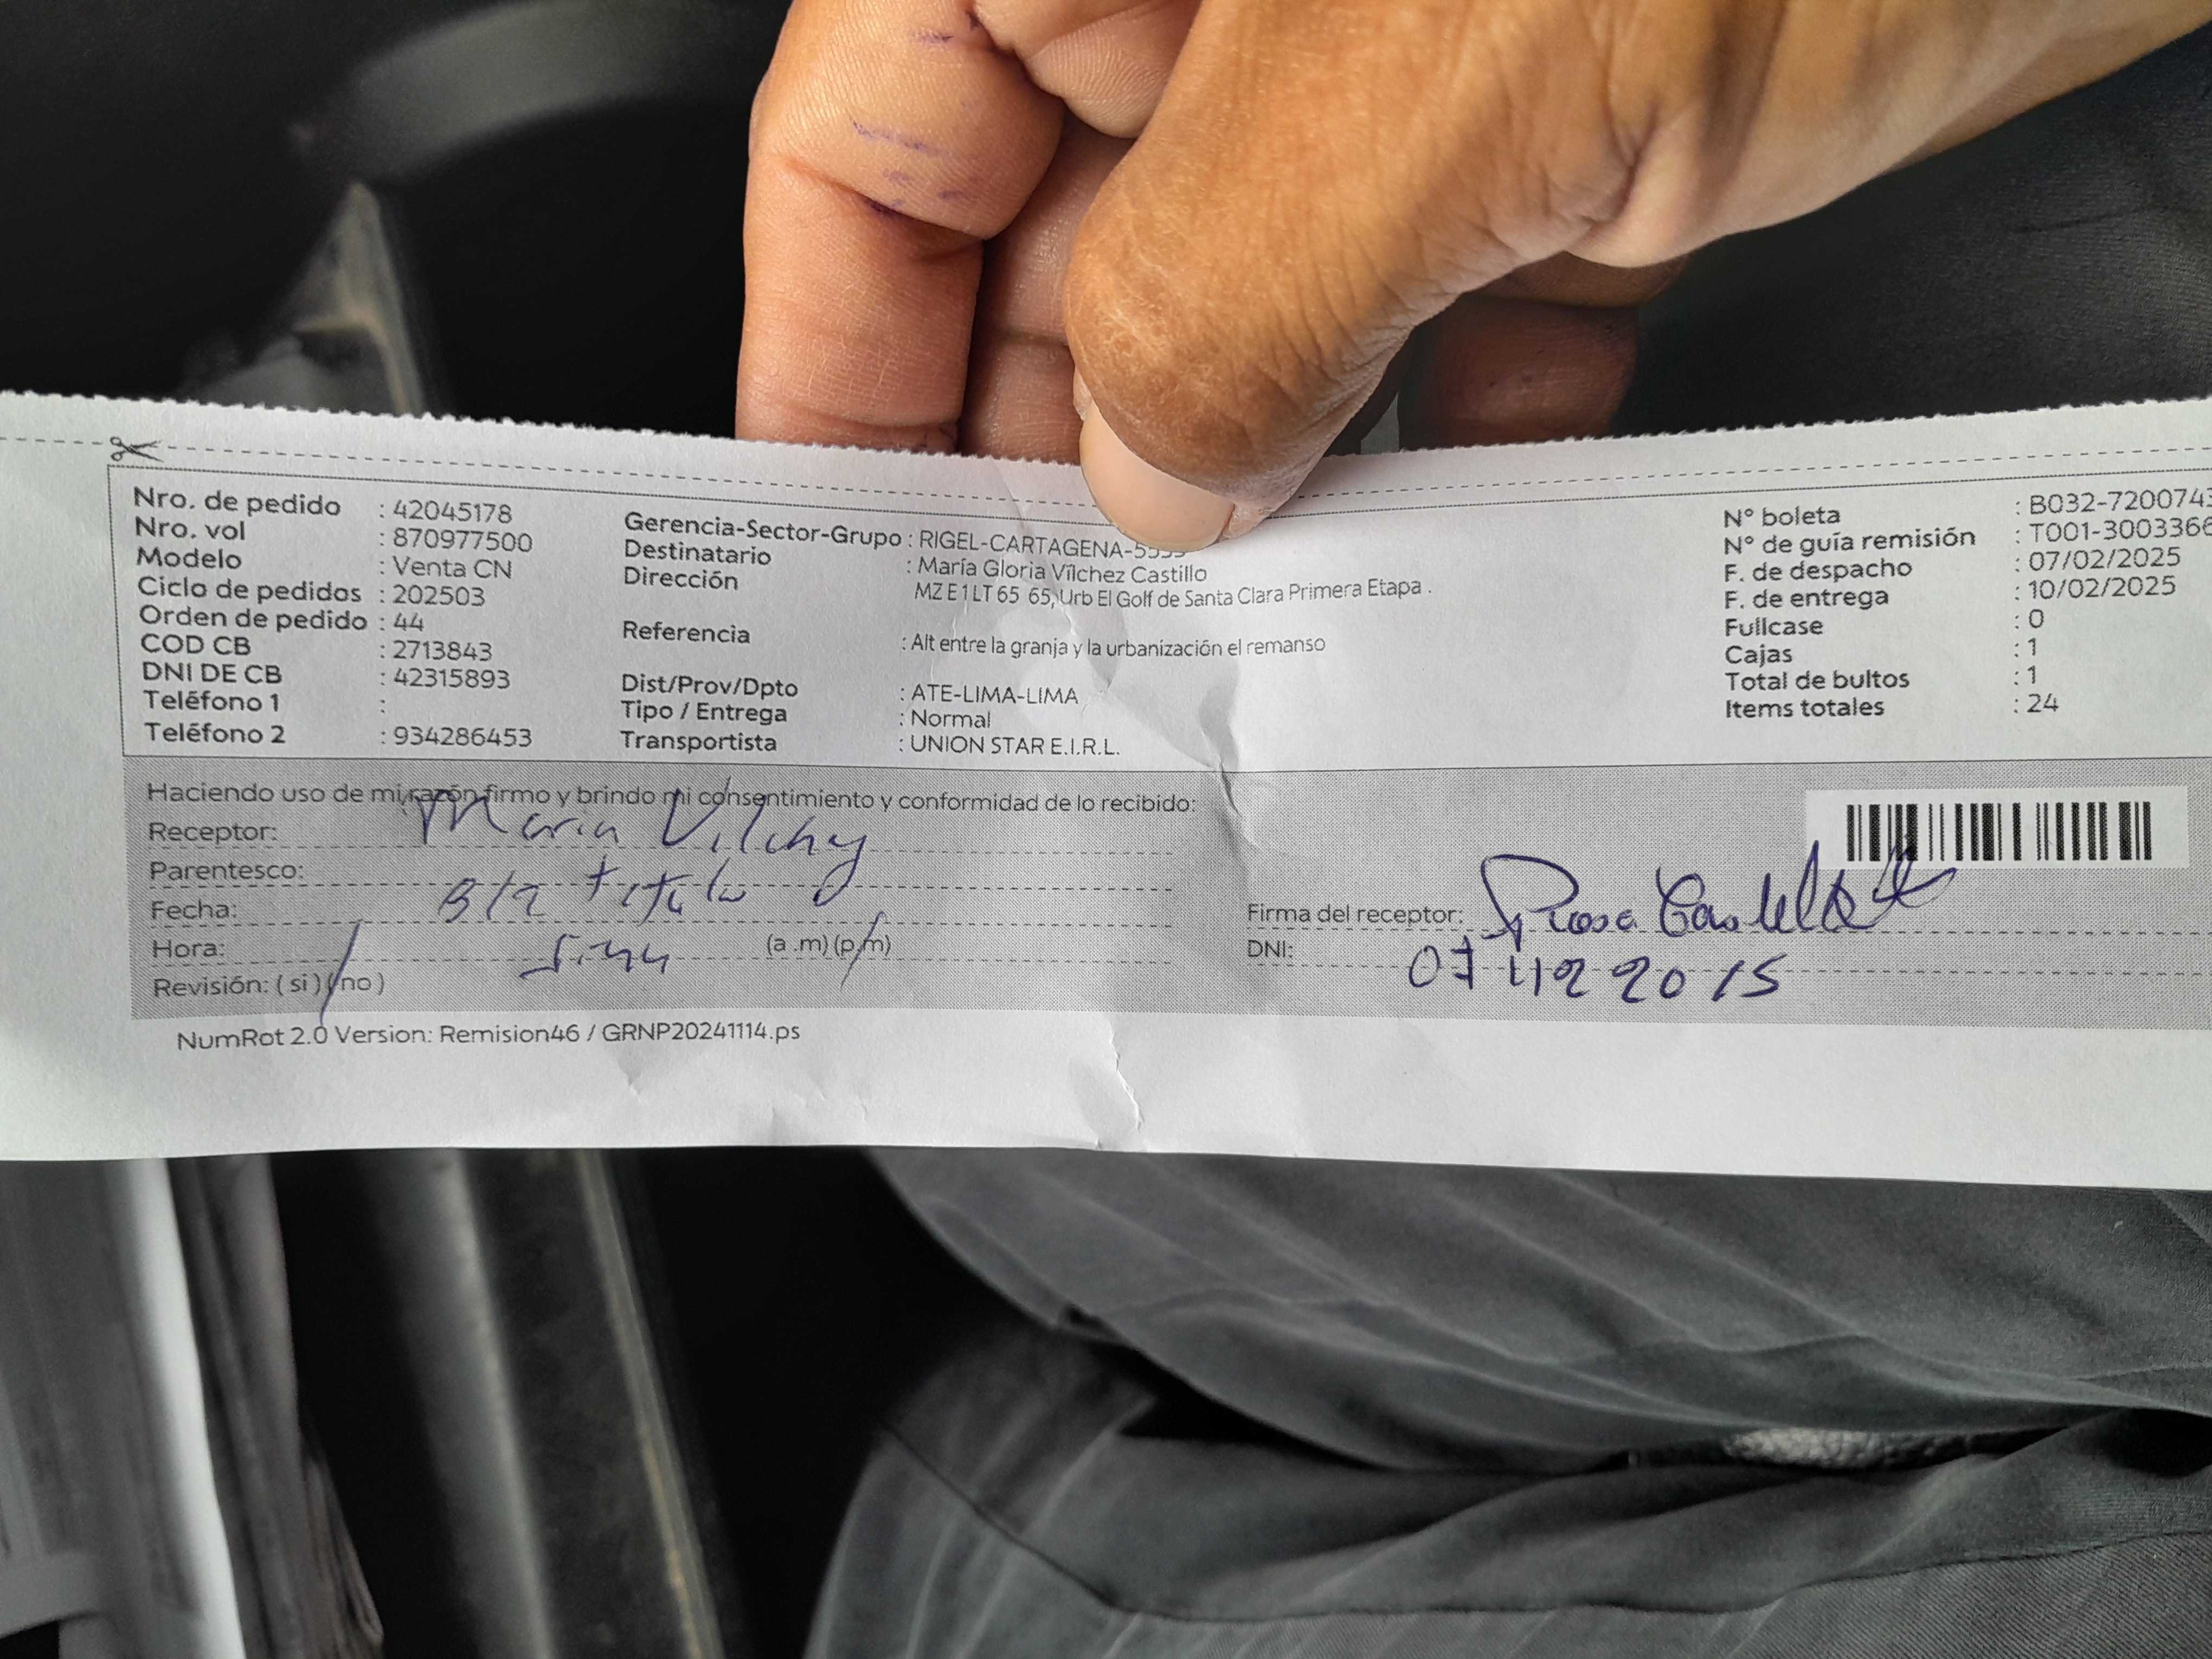 Nro. de pedido : 42045178
Nro. vol : 870977500
Modelo : Venta CN
Ciclo de pedidos : 202503
Orden de pedido : 44
COD CB : 2713843
DNI DE CB : 42315893
Teléfono 1 :
Teléfono 2 : 934286453
Gerencia-Sector-Grupo : RIGEL-CARTAGENA-
Destinatario : María Gloria Vílchez Castillo
Dirección MZ E1 LT 65 65, Urb El Golf de Santa Clara Primera Etapa .
Referencia : Alt entre la granja y la urbanización el remanso
Dist/Prov/Dpto : ATE-LIMA-LIMA
Tipo / Entrega : Normal
Transportista : UNION STAR E.I.R.L.
N° boleta : B032-720074
N° de guía remisión : T001-300336
F. de despacho : 07/02/2025
F. de entrega : 10/02/2025
Fullcase : 0
Cajas : 1
Total de bultos : 1
Items totales : 24
Haciendo uso de mi razón firmo y brindo mi consentimiento y conformidad de lo recibido:
Receptor: Maria
Parentesco: titular
Fecha:
Hora: (a .m) (p.m)
Revisión: ( si ) ( no )
Firma del receptor: Rosa
DNI:
NumRot 2.0 Version: Remision46 / GRNP20241114.ps